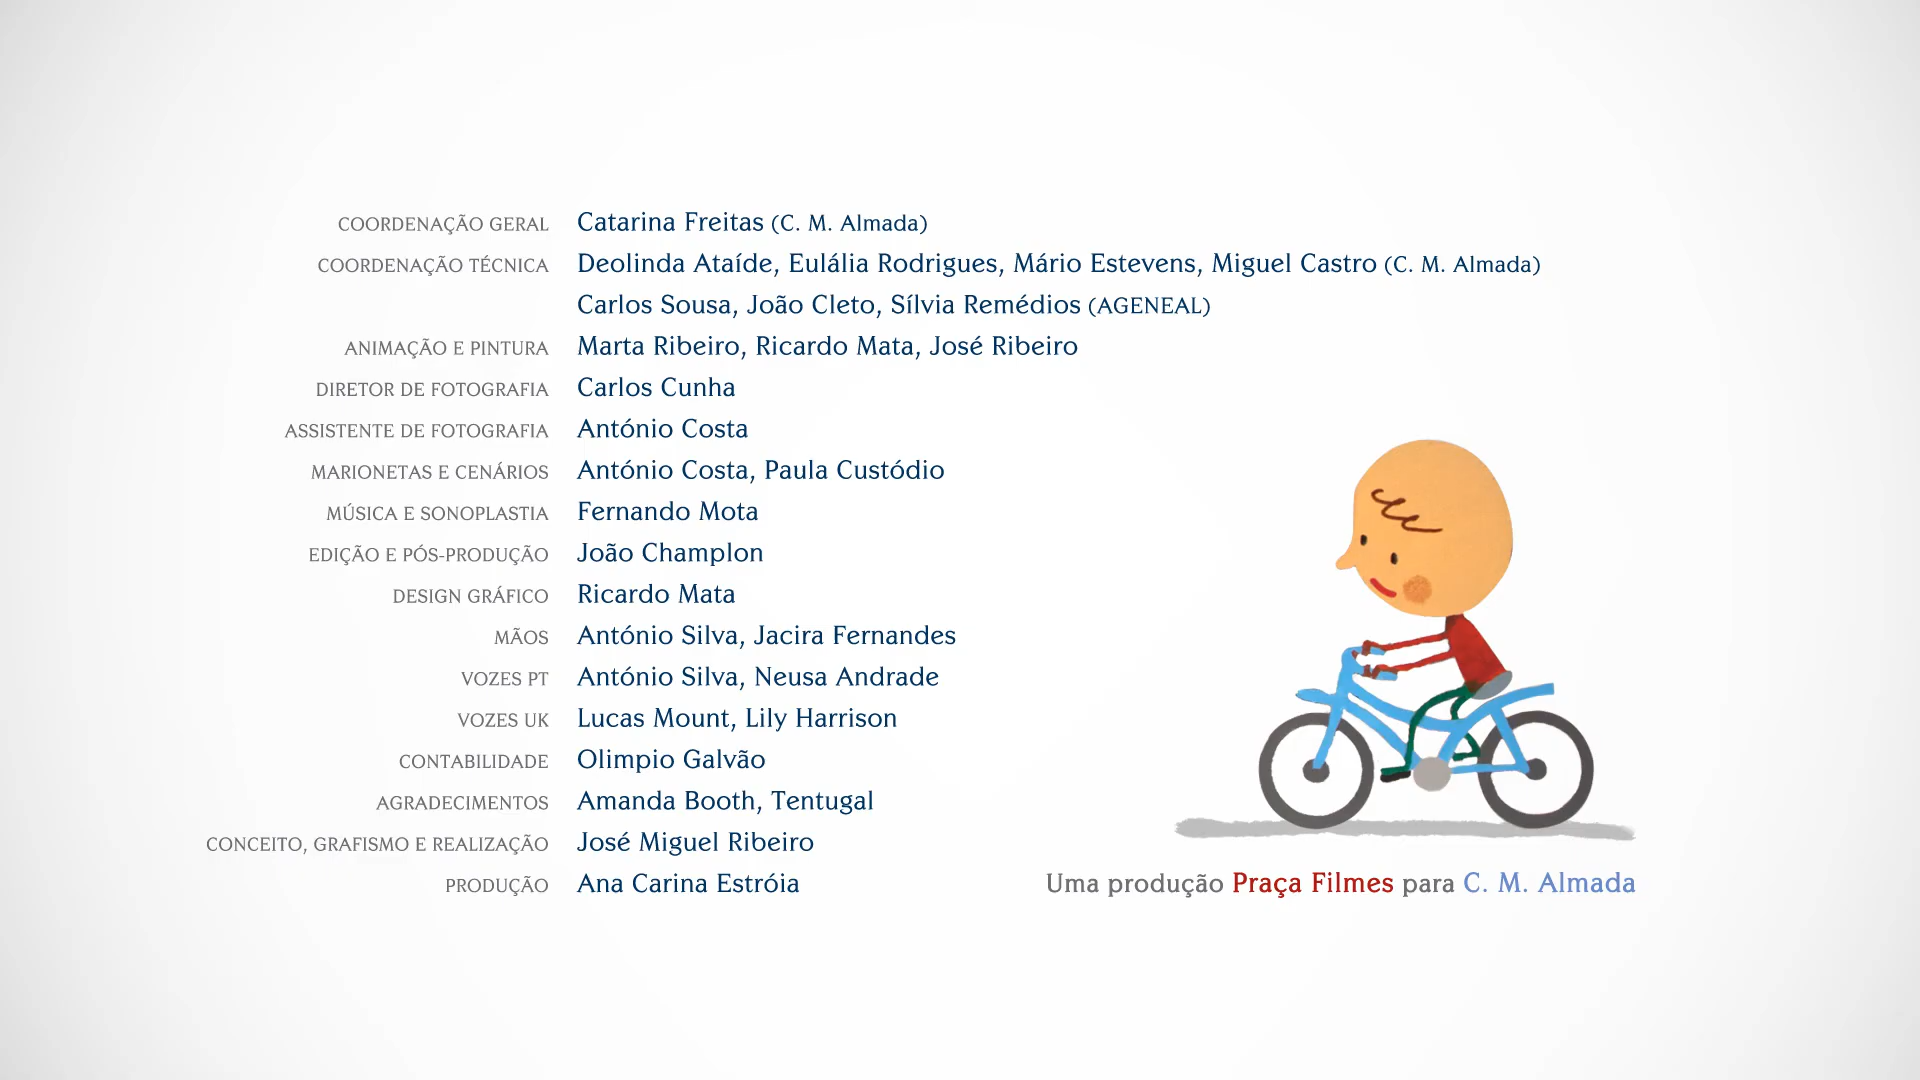 COORDENAÇÃO GERAL Catarina Freitas (C. M. Almada)
COORDENAÇÃO TÉCNICA Deolinda Ataíde, Eulália Rodrigues, Mário Estevens, Miguel Castro (C. M. Almada)
Carlos Sousa, João Cleto, Sílvia Remédios (AGENEAL)
ANIMAÇÃO E PINTURA Marta Ribeiro, Ricardo Mata, José Ribeiro
DIRETOR DE FOTOGRAFIA Carlos Cunha
ASSISTENTE DE FOTOGRAFIA António Costa
MARIONETAS E CENÁRIOS António Costa, Paula Custódio
MÚSICA E SONOPLASTIA Fernando Mota
EDIÇÃO E PÓS-PRODUÇÃO João Champlon
DESIGN GRÁFICO Ricardo Mata
MÃOS António Silva, Jacira Fernandes
VOZES PT António Silva, Neusa Andrade
VOZES UK Lucas Mount, Lily Harrison
CONTABILIDADE Olimpio Galvão
AGRADECIMENTOS Amanda Booth, Tentugal
CONCEITO, GRAFISMO E REALIZAÇÃO José Miguel Ribeiro
PRODUÇÃO Ana Carina Estróia
Uma produção Praça Filmes para C. M. Almada